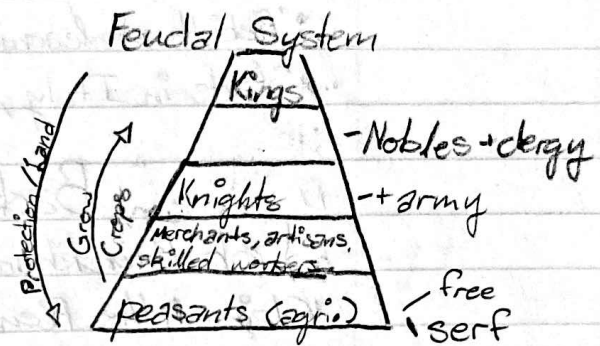 Feudal System
Kings
- Nobles + clergy
Knights
- + army
Merchants, artisans,
skilled workers
peasants (agri.)
free
serf
Protection/Land
Grow
Crops